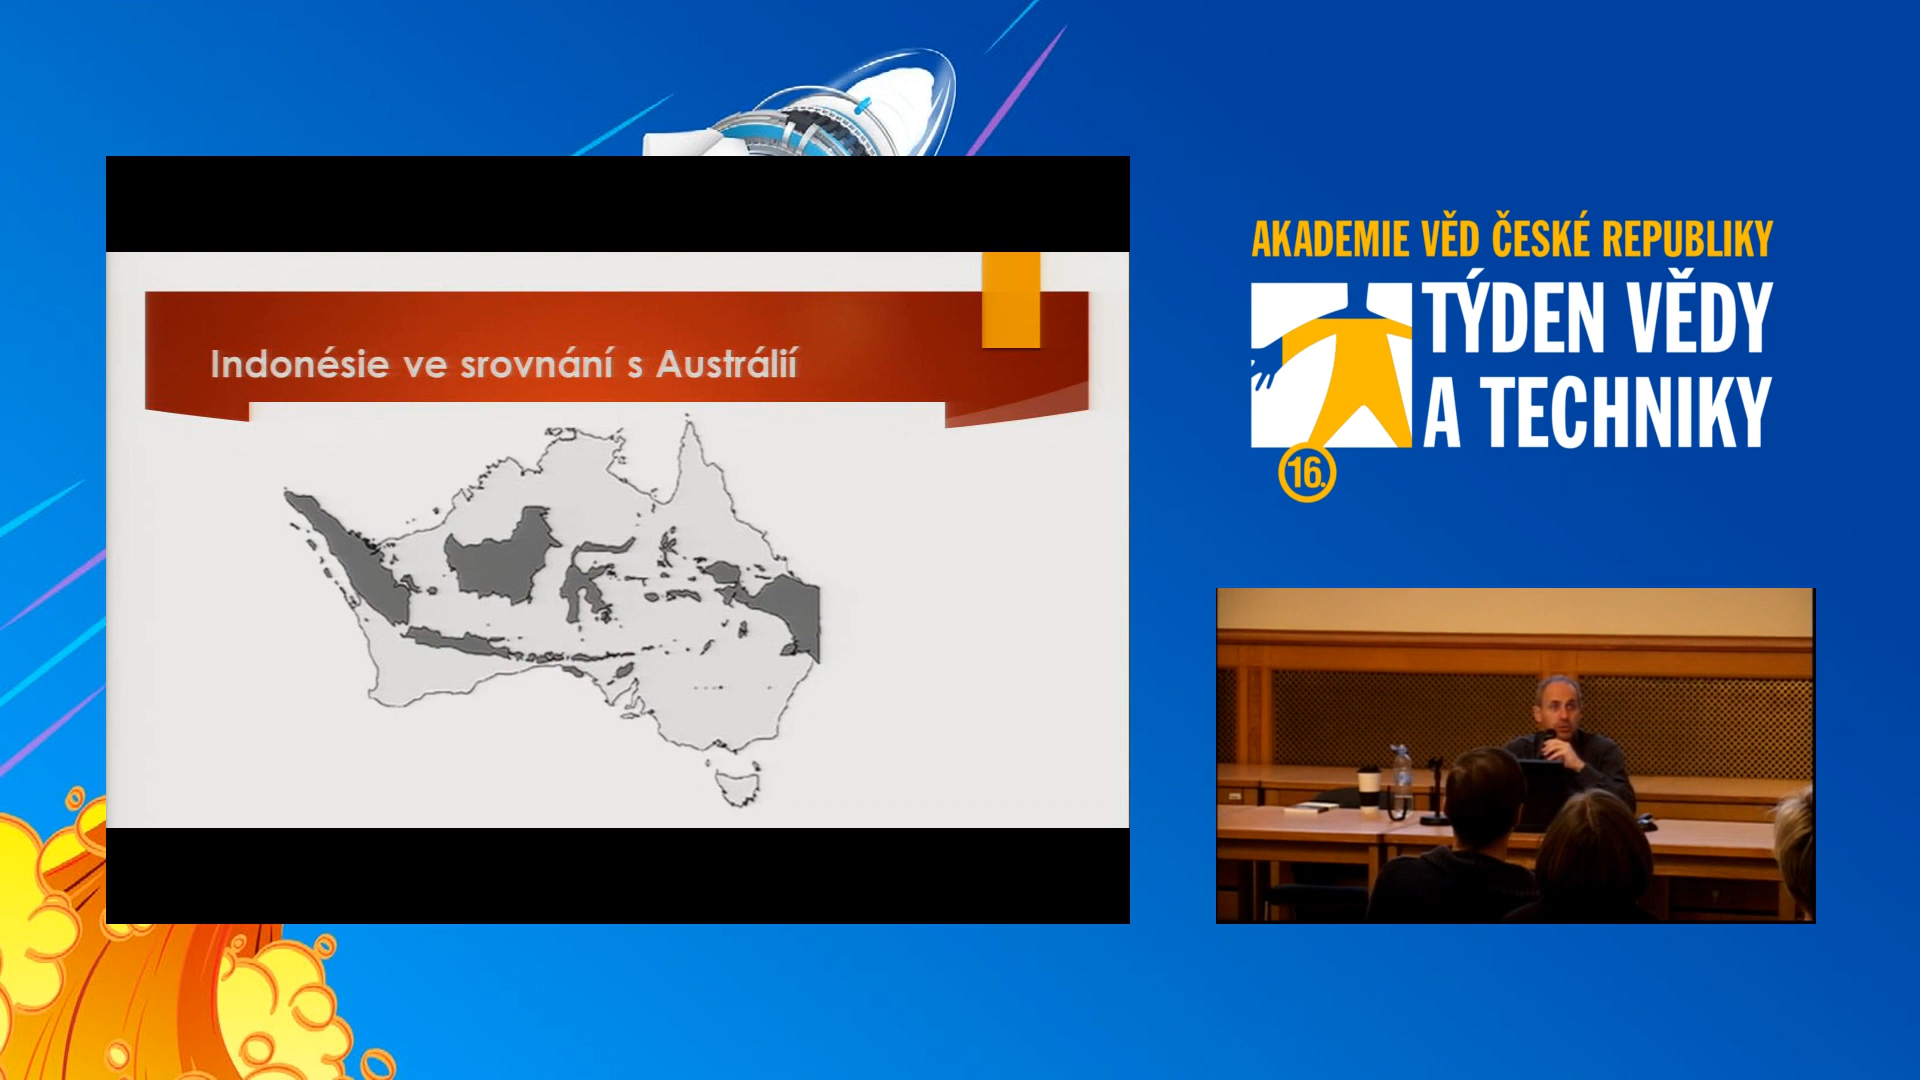 Indonésie ve srovnání s Austrálií
AKADEMIE VĚD ČESKÉ REPUBLIKY
TÝDEN VĚDY
A TECHNIKY
16.